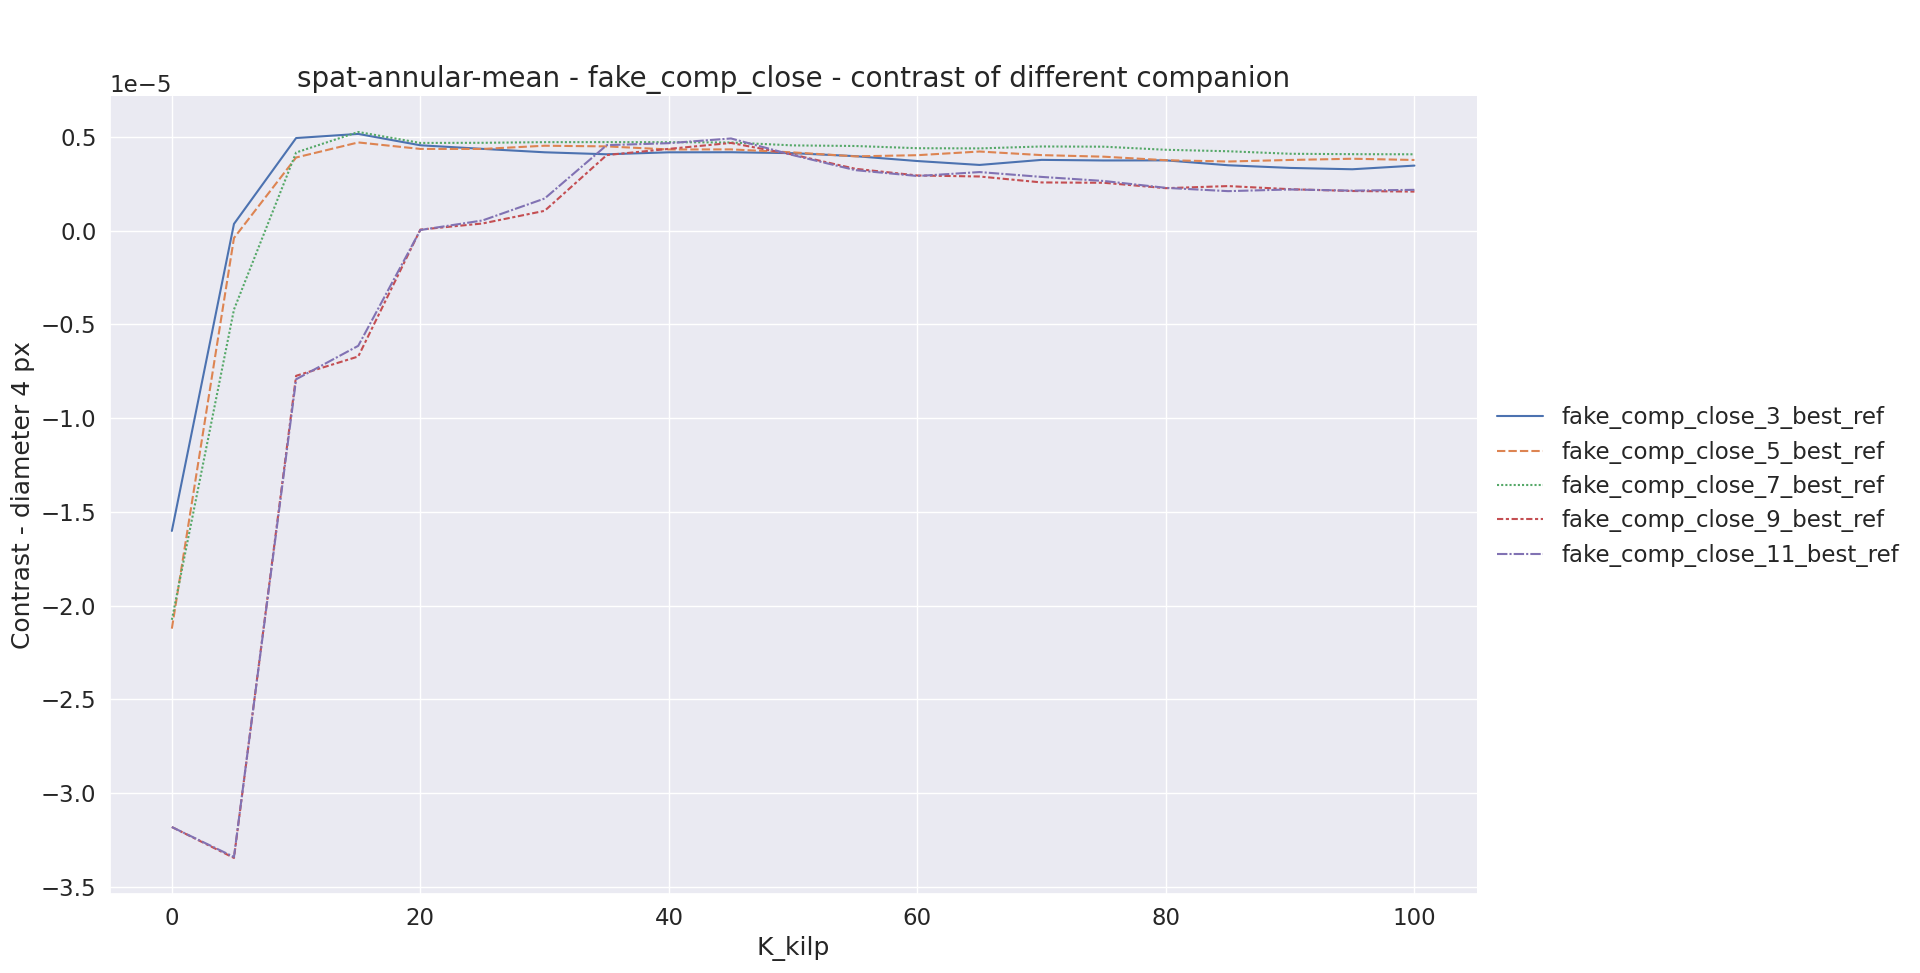 spat-annular-mean - fake_comp_close - contrast of different companion
1e−5
0.5
0.0
−0.5
−1.0
−1.5
−2.0
−2.5
−3.0
−3.5
Contrast - diameter 4 px
0 20 40 60 80 100
K_kilp
fake_comp_close_3_best_ref
fake_comp_close_5_best_ref
fake_comp_close_7_best_ref
fake_comp_close_9_best_ref
fake_comp_close_11_best_ref